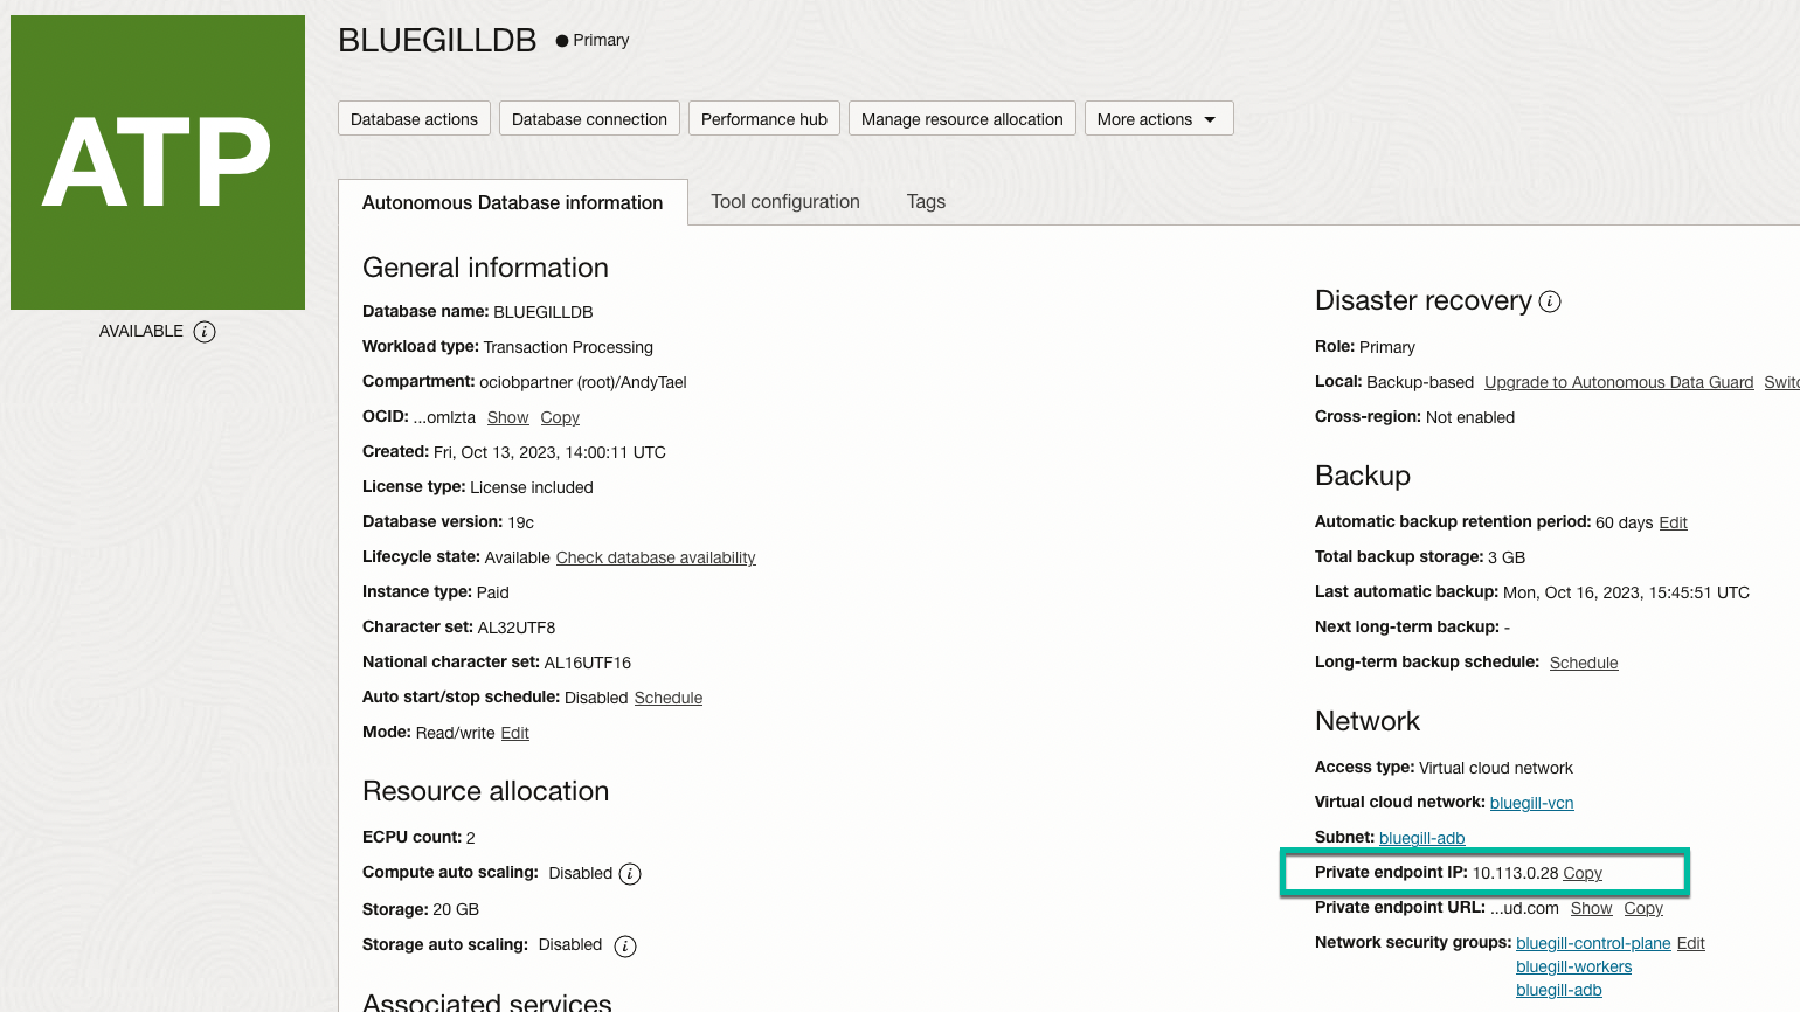 ATP
AVAILABLE
BLUEGILLDB Primary
Database actions Database connection Performance hub Manage resource allocation More actions
Autonomous Database information Tool configuration Tags
General information
Database name: BLUEGILLDB
Workload type: Transaction Processing
Compartment: ociobpartner (root)/AndyTael
OCID: ...omlzta Show Copy
Created: Fri, Oct 13, 2023, 14:00:11 UTC
License type: License included
Database version: 19c
Lifecycle state: Available Check database availability
Instance type: Paid
Character set: AL32UTF8
National character set: AL16UTF16
Auto start/stop schedule: Disabled Schedule
Mode: Read/write Edit
Resource allocation
ECPU count: 2
Compute auto scaling: Disabled
Storage: 20 GB
Storage auto scaling: Disabled
Associated services
Disaster recovery
Role: Primary
Local: Backup-based Upgrade to Autonomous Data Guard
Cross-region: Not enabled
Backup
Automatic backup retention period: 60 days Edit
Total backup storage: 3 GB
Last automatic backup: Mon, Oct 16, 2023, 15:45:51 UTC
Next long-term backup: -
Long-term backup schedule: Schedule
Network
Access type: Virtual cloud network
Virtual cloud network: bluegill-vcn
Subnet: bluegill-adb
Private endpoint IP: 10.113.0.28 Copy
Private endpoint URL: ...ud.com Show Copy
Network security groups: bluegill-control-plane Edit
bluegill-workers
bluegill-adb